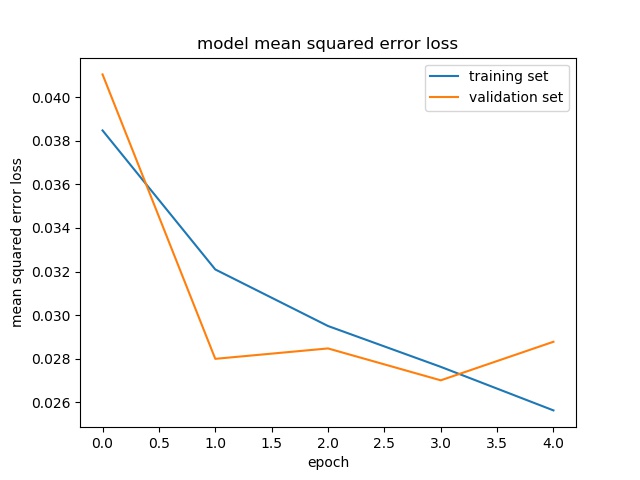 model mean squared error loss
training set
validation set
0.040
0.038
0.036
0.034
0.032
0.030
0.028
0.026
mean squared error loss
0.0 0.5 1.0 1.5 2.0 2.5 3.0 3.5 4.0
epoch